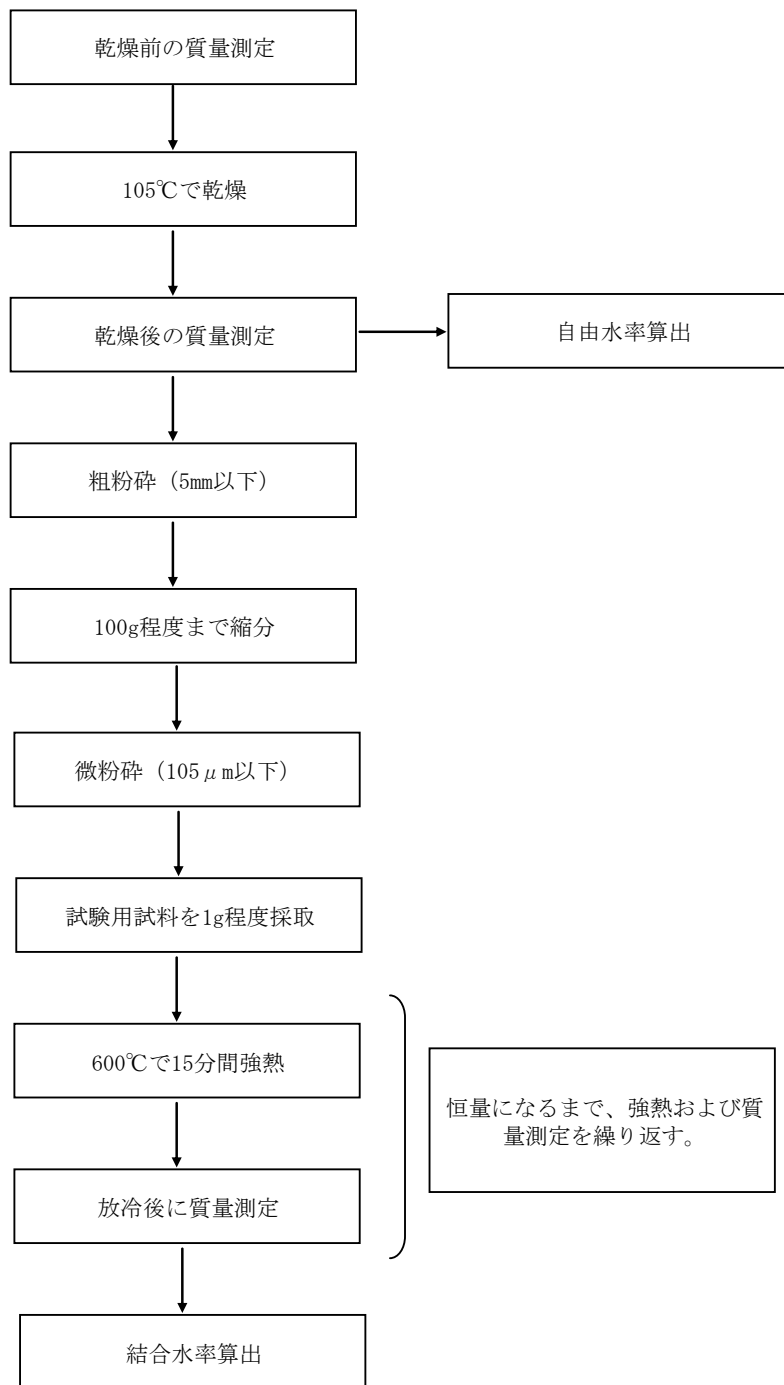 乾燥前の質量測定
105℃で乾燥
乾燥後の質量測定
自由水率算出
粗粉砕（5mm以下）
100g程度まで縮分
微粉砕（105μm以下）
試験用試料を1g程度採取
600℃で15分間強熱
恒量になるまで、強熱および質
量測定を繰り返す。
放冷後に質量測定
結合水率算出